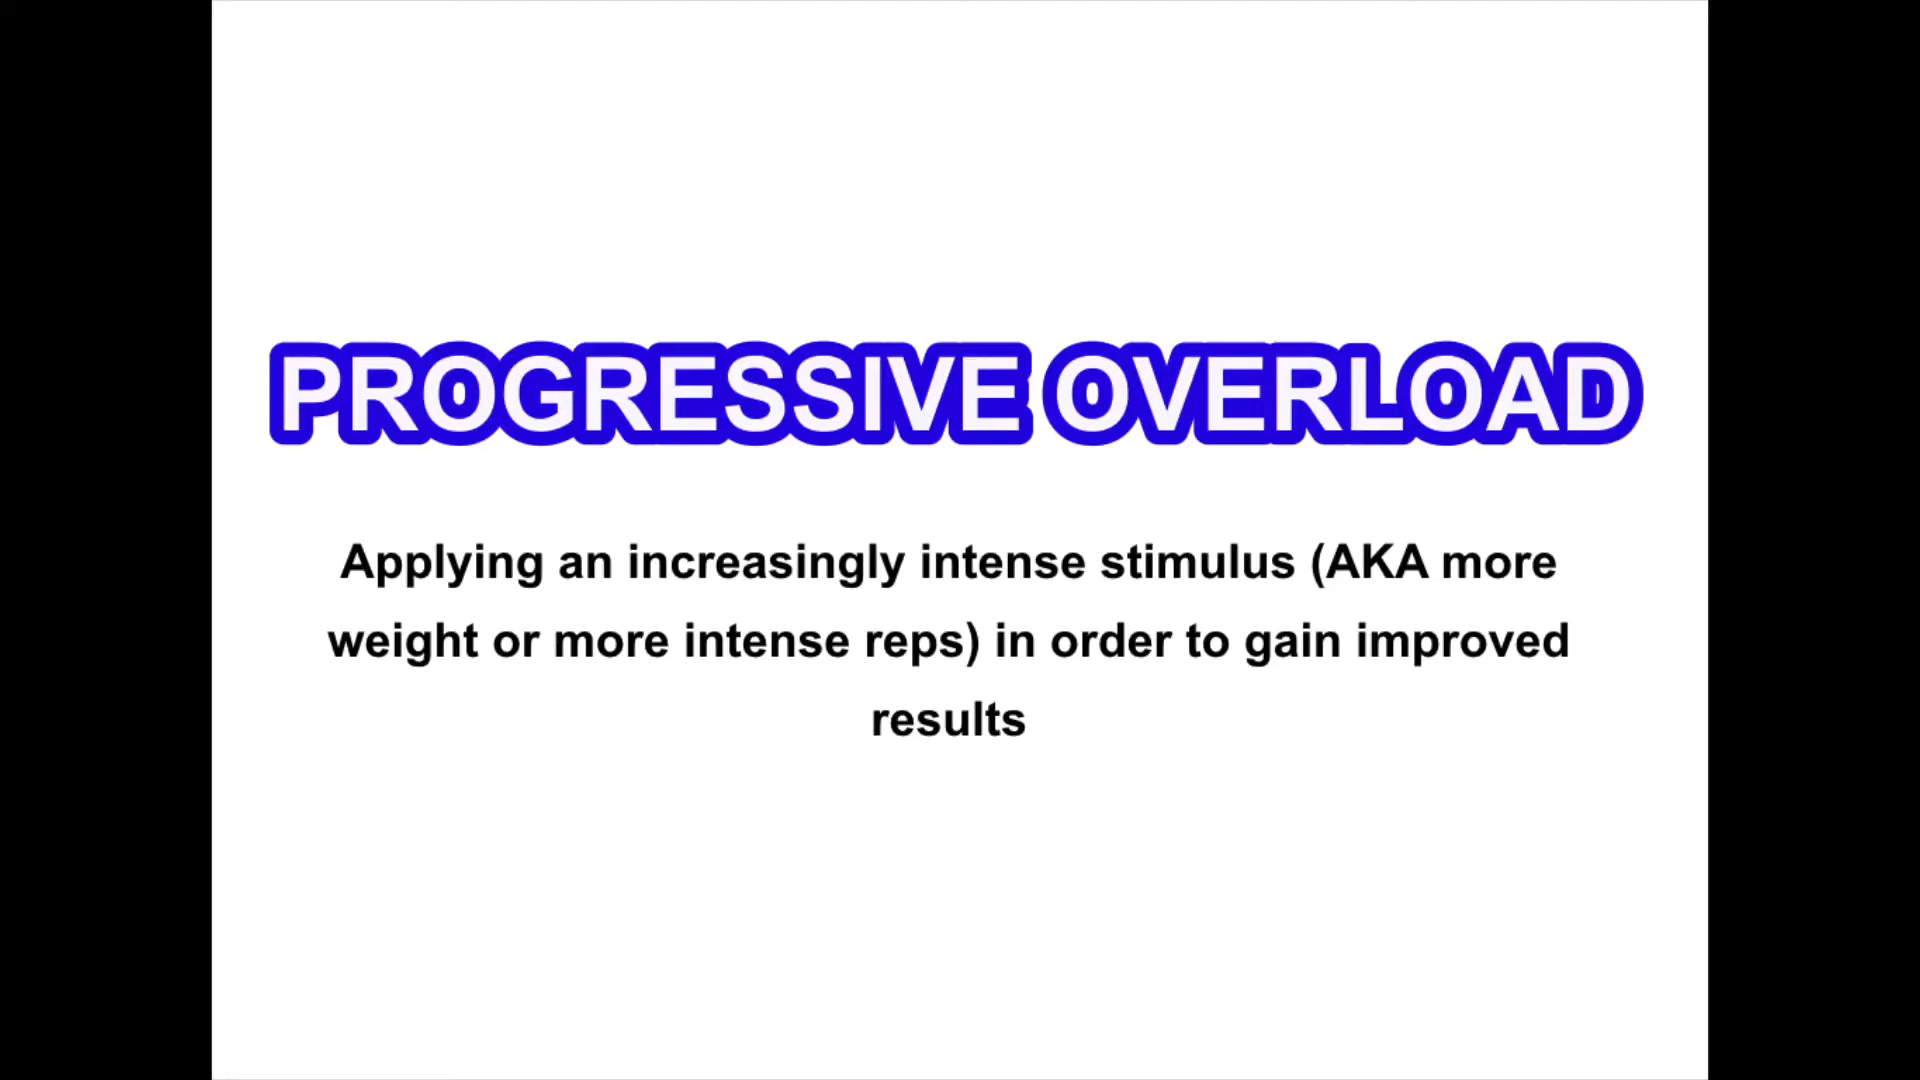 PROGRESSIVE OVERLOAD
Applying an increasingly intense stimulus (AKA more
weight or more intense reps) in order to gain improved
results